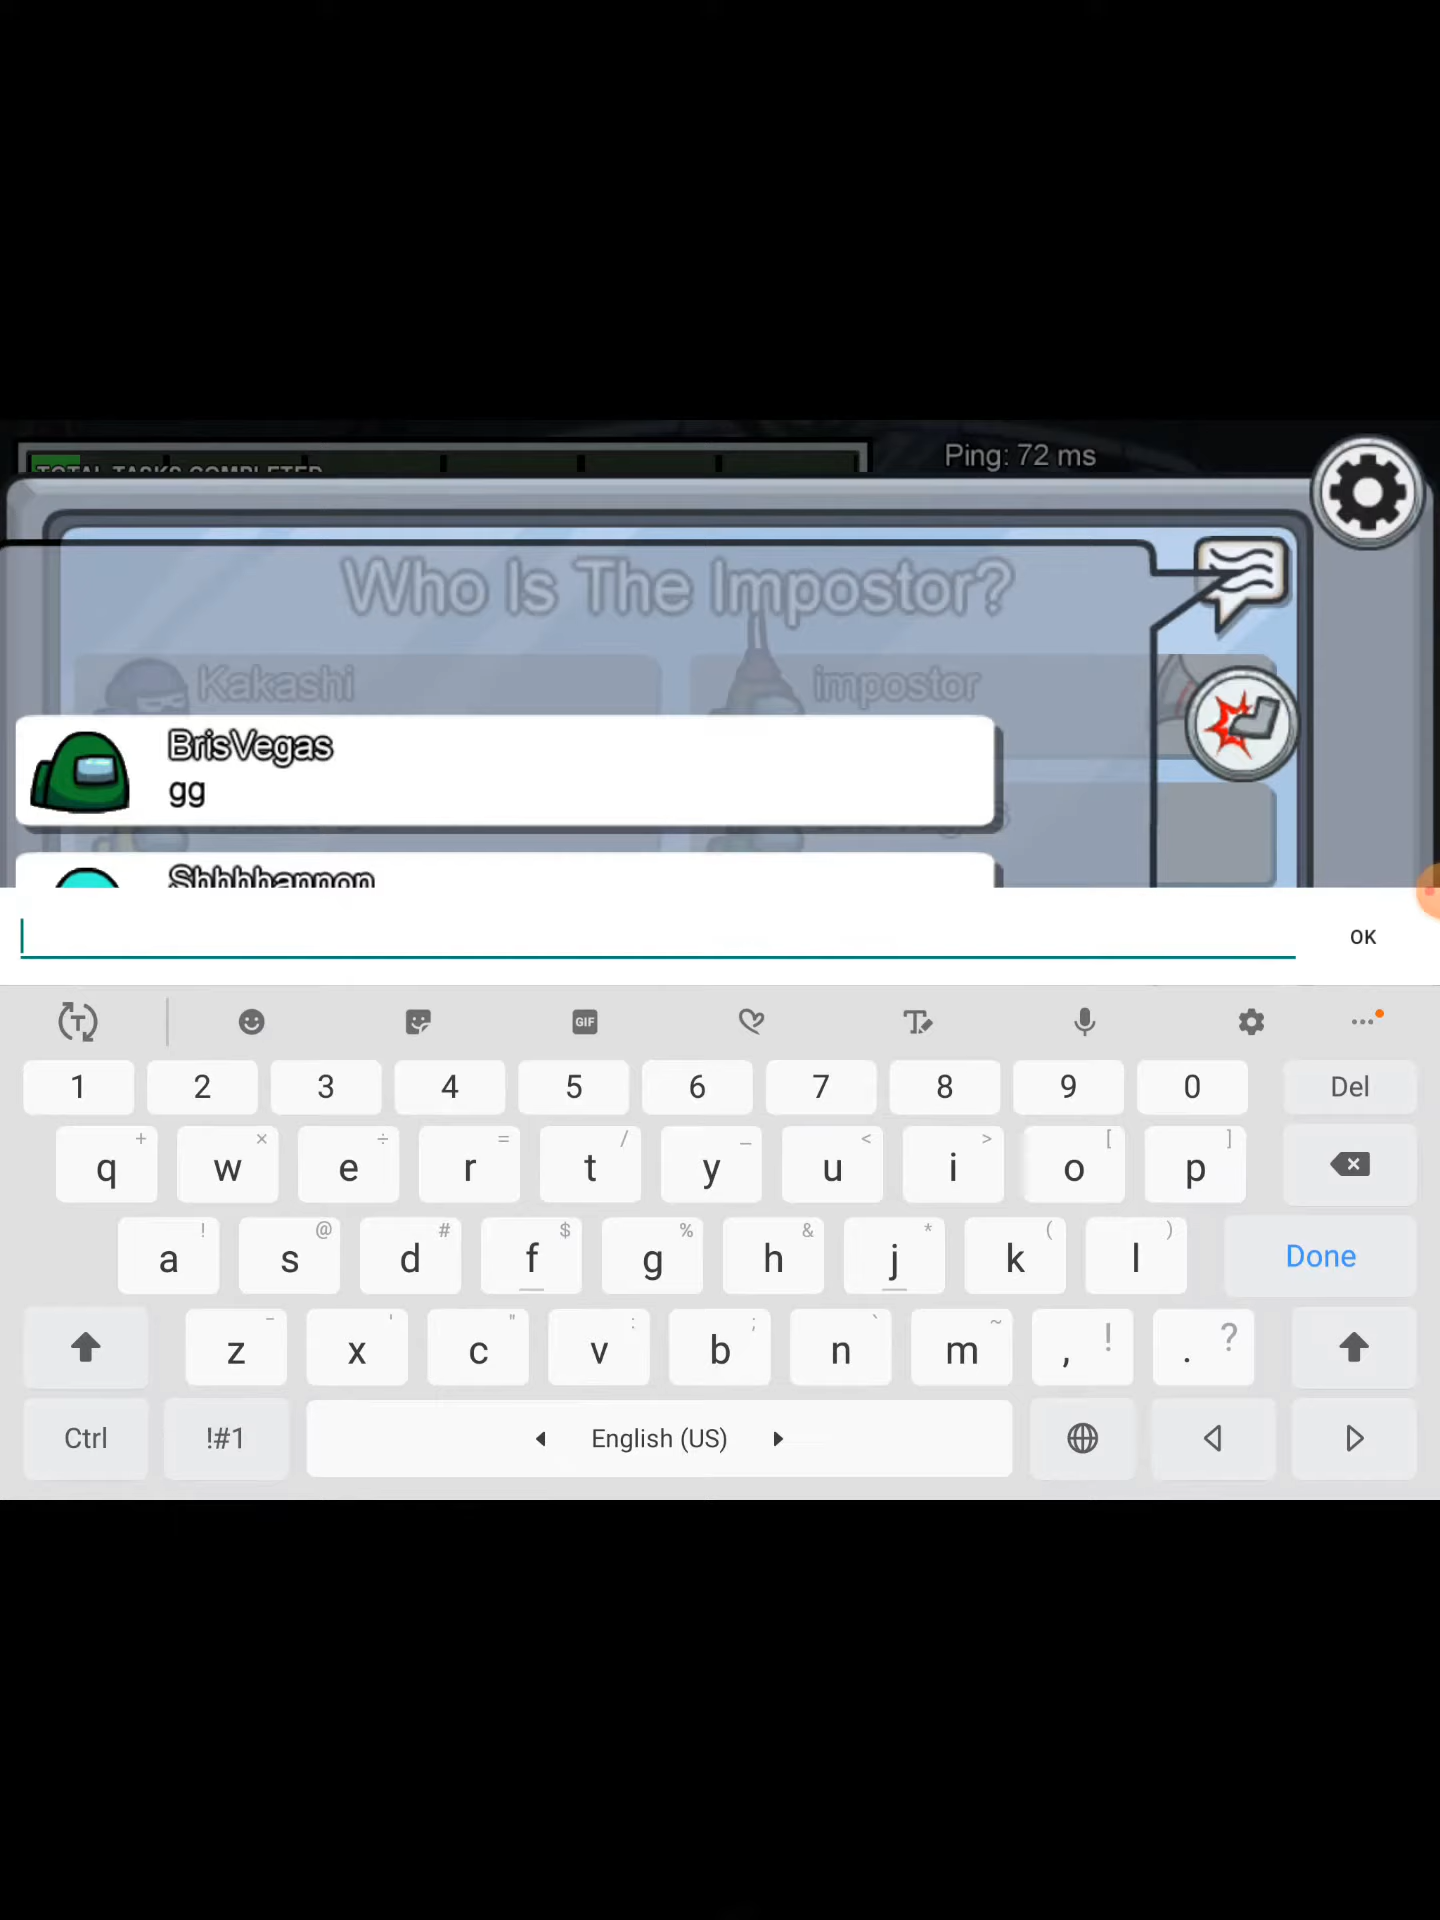 TOTAL TASKS COMPLETED
Ping: 72 ms
Who Is The Impostor?
Kakashi
impostor
BrisVegas
gg
Shhhhannon
OK
T
GIF
T
1 2 3 4 5 6 7 8 9 0 Del
+ × ÷ = / _ < > [ ]
q w e r t y u i o p
! @ # $ % & * ( )
a s d f g h j k l Done
- ' " : ; ` ~ ! ?
z x c v b n m , .
Ctrl !#1 English (US)